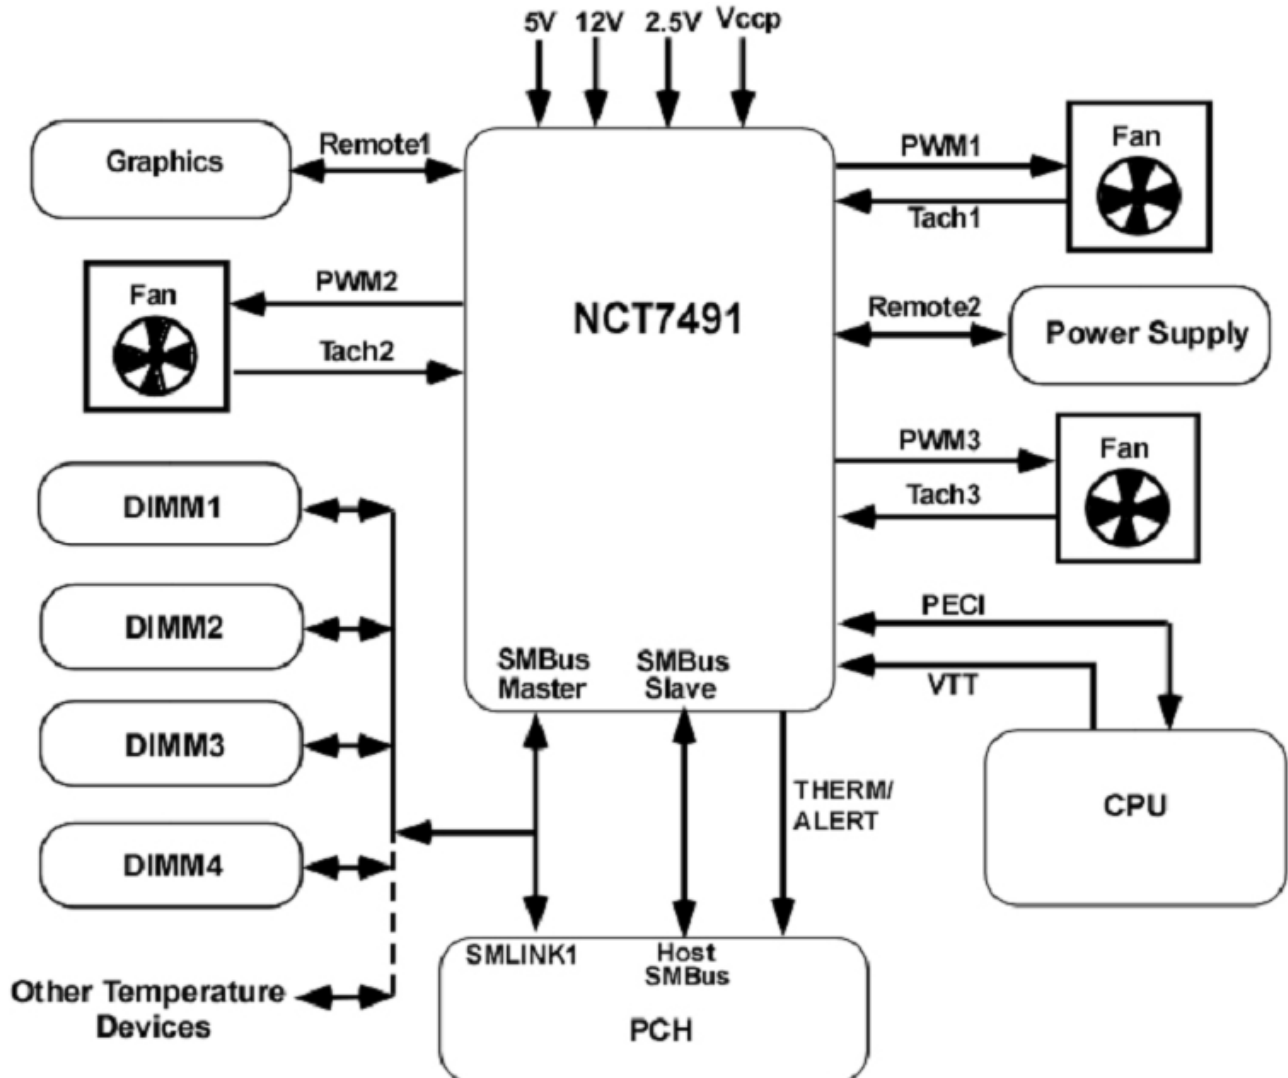 5V 12V 2.5V Vccp
Graphics
Remote1
PWM1
Fan
Tach1
Fan
PWM2
Tach2
NCT7491
Remote2
Power Supply
PWM3
Fan
Tach3
DIMM1
DIMM2
DIMM3
DIMM4
Other Temperature
Devices
SMBus
Master
SMBus
Slave
PECI
VTT
CPU
THERM/
ALERT
SMLINK1
Host
SMBus
PCH